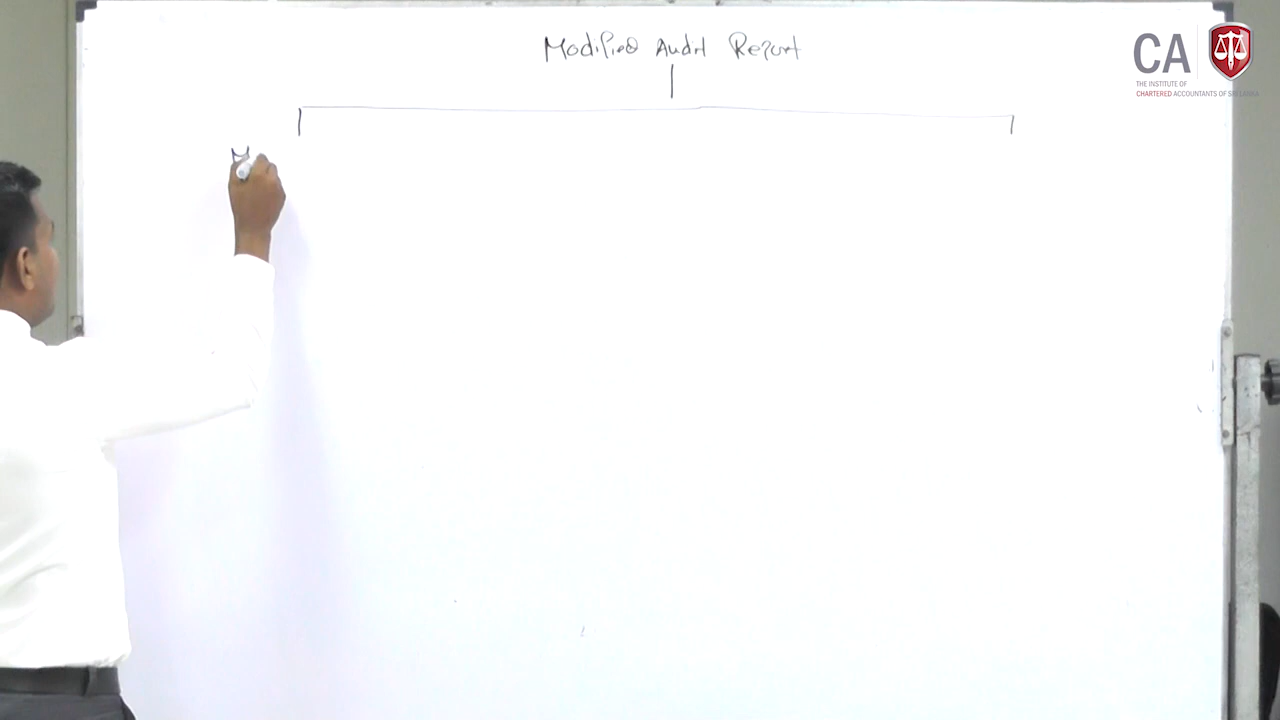 Modified Audit Report
CA
THE INSTITUTE OF
CHARTERED ACCOUNTANTS OF SRI LANKA
M